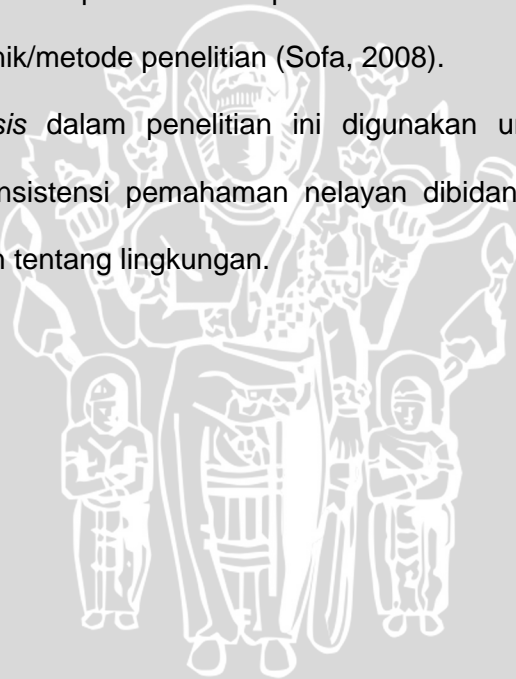 nik/metode penelitian (Sofa, 2008).
sis dalam penelitian ini digunakan u
nsistensi pemahaman nelayan dibidan
n tentang lingkungan.